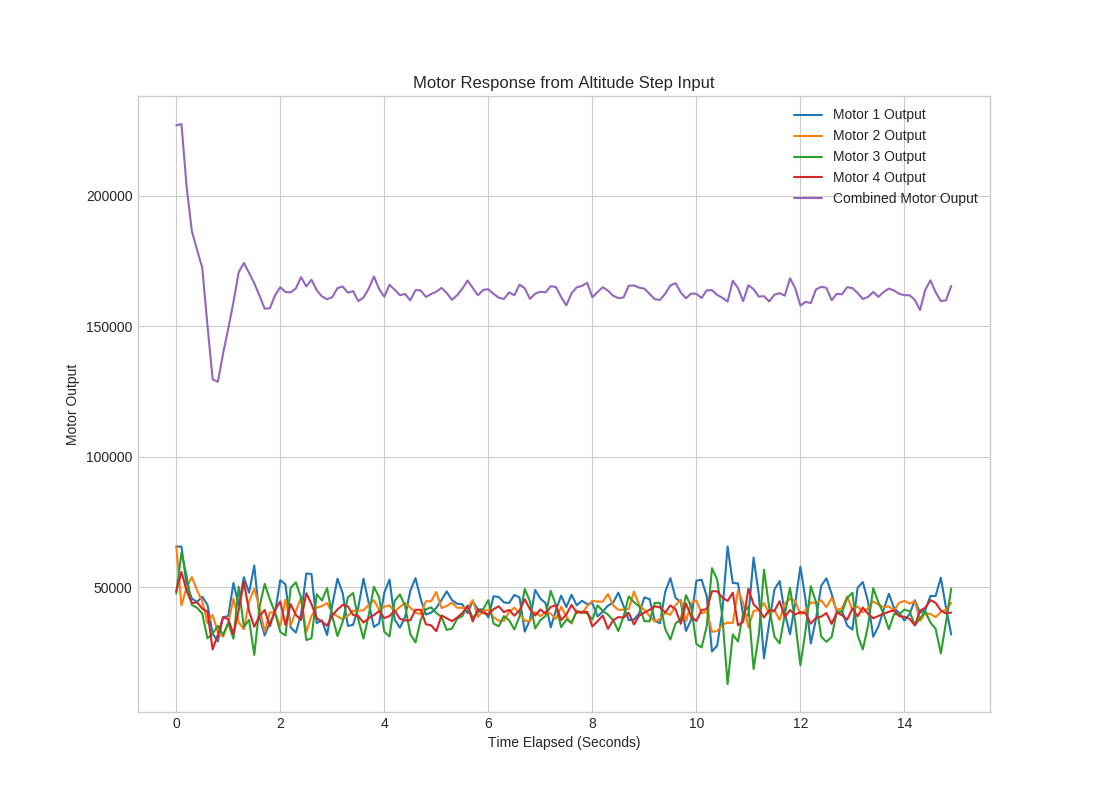 Motor Response from Altitude Step Input
Motor 1 Output
Motor 2 Output
Motor 3 Output
Motor 4 Output
Combined Motor Ouput
200000
150000
100000
50000
Motor Output
0 2 4 6 8 10 12 14
Time Elapsed (Seconds)